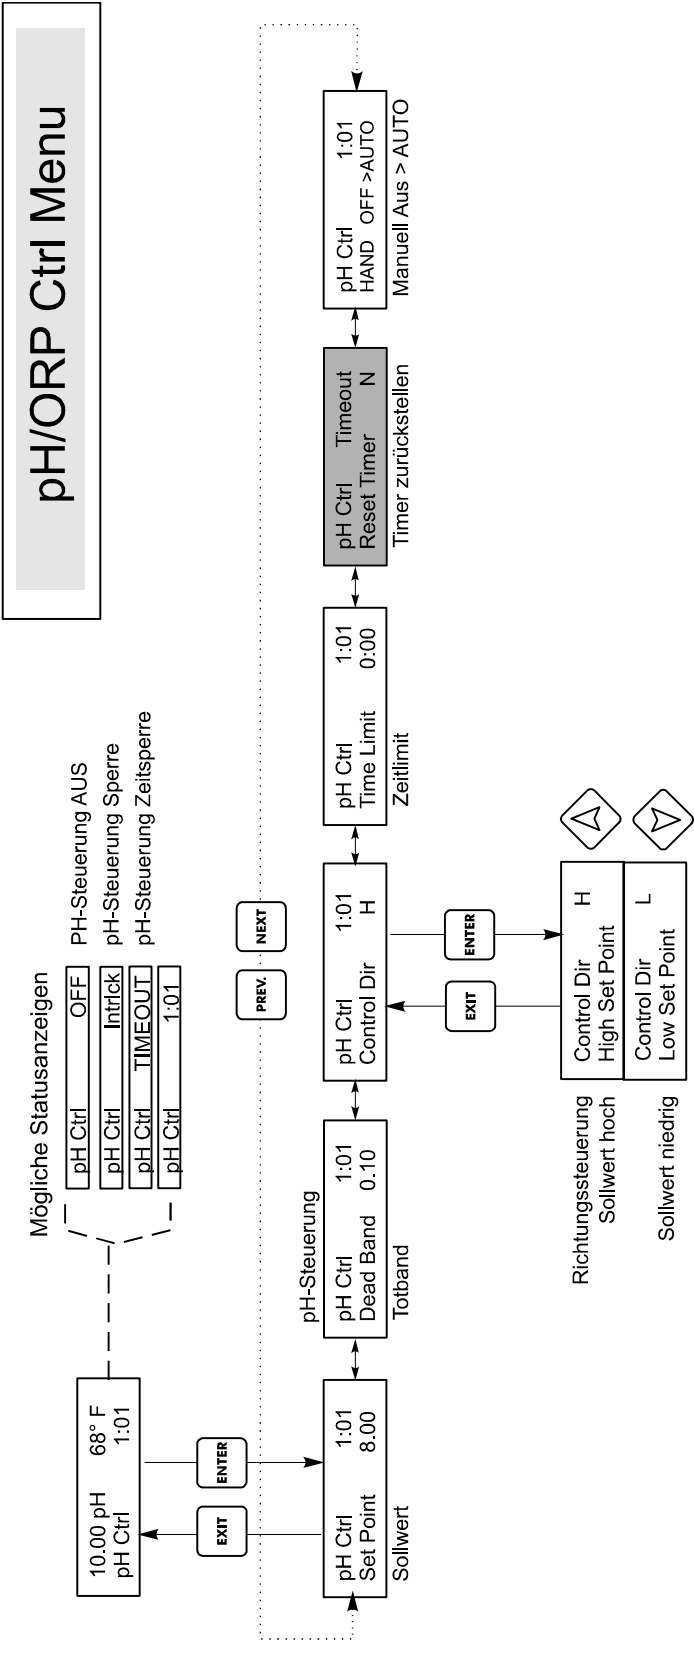 pH/ORP Ctrl Menu
10.00 pH 68° F
pH Ctrl 1:01
Mögliche Statusanzeigen
pH Ctrl OFF PH-Steuerung AUS
pH Ctrl Intrlck pH-Steuerung Sperre
pH Ctrl TIMEOUT pH-Steuerung Zeitsperre
pH Ctrl 1:01
EXIT
ENTER
PREV.
NEXT
pH-Steuerung
pH Ctrl 1:01
Set Point 8.00
Sollwert
pH Ctrl 1:01
Dead Band 0.10
Totband
pH Ctrl 1:01
Control Dir H
pH Ctrl 1:01
Time Limit 0:00
Zeitlimit
pH Ctrl Timeout
Reset Timer N
Timer zurückstellen
pH Ctrl 1:01
HAND OFF >AUTO
Manuell Aus > AUTO
EXIT
ENTER
Richtungssteuerung
Sollwert hoch
Control Dir H
High Set Point
Sollwert niedrig
Control Dir L
Low Set Point